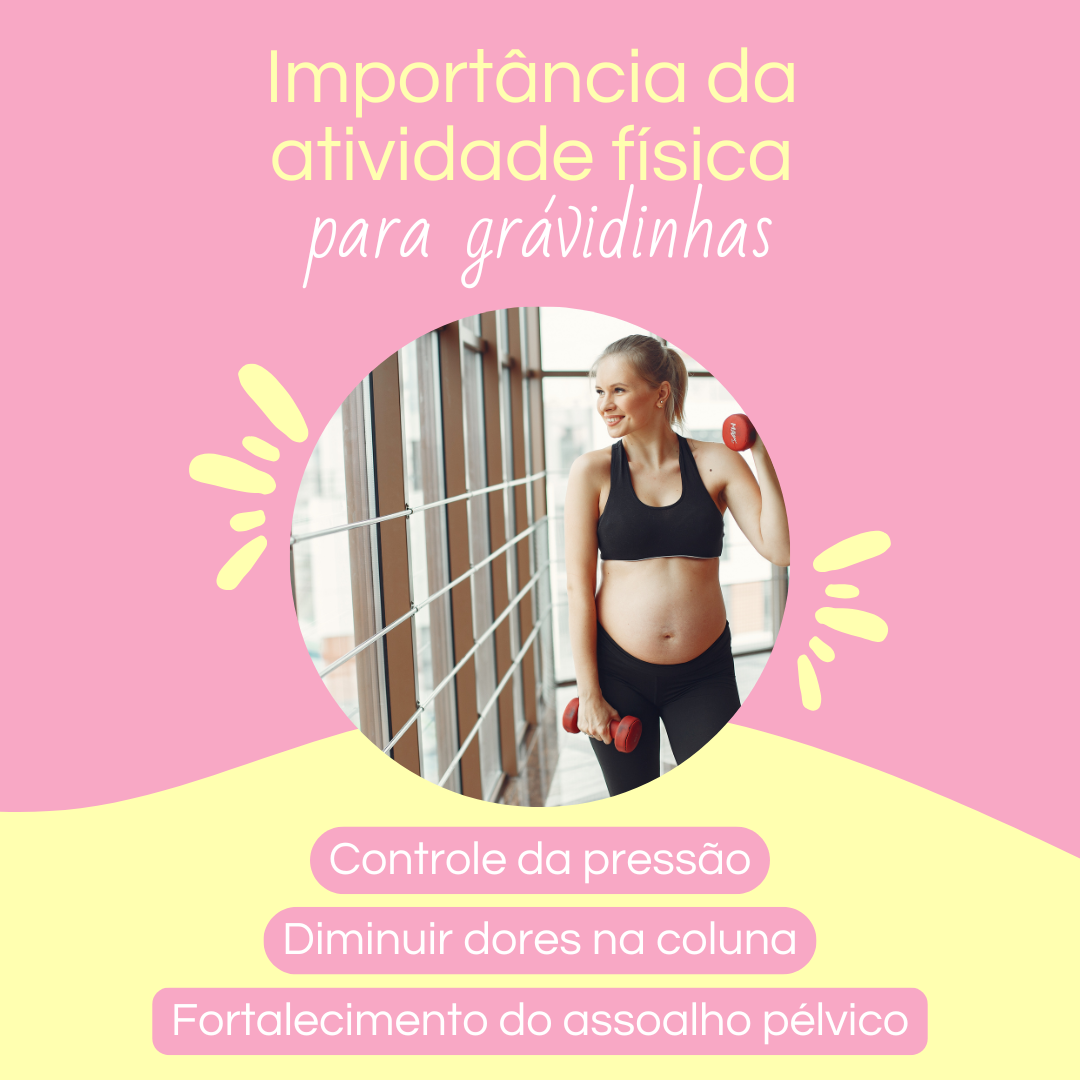 Importância da
atividade física
para grávidinhas
Controle da pressão
Diminuir dores na coluna
Fortalecimento do assoalho pélvico